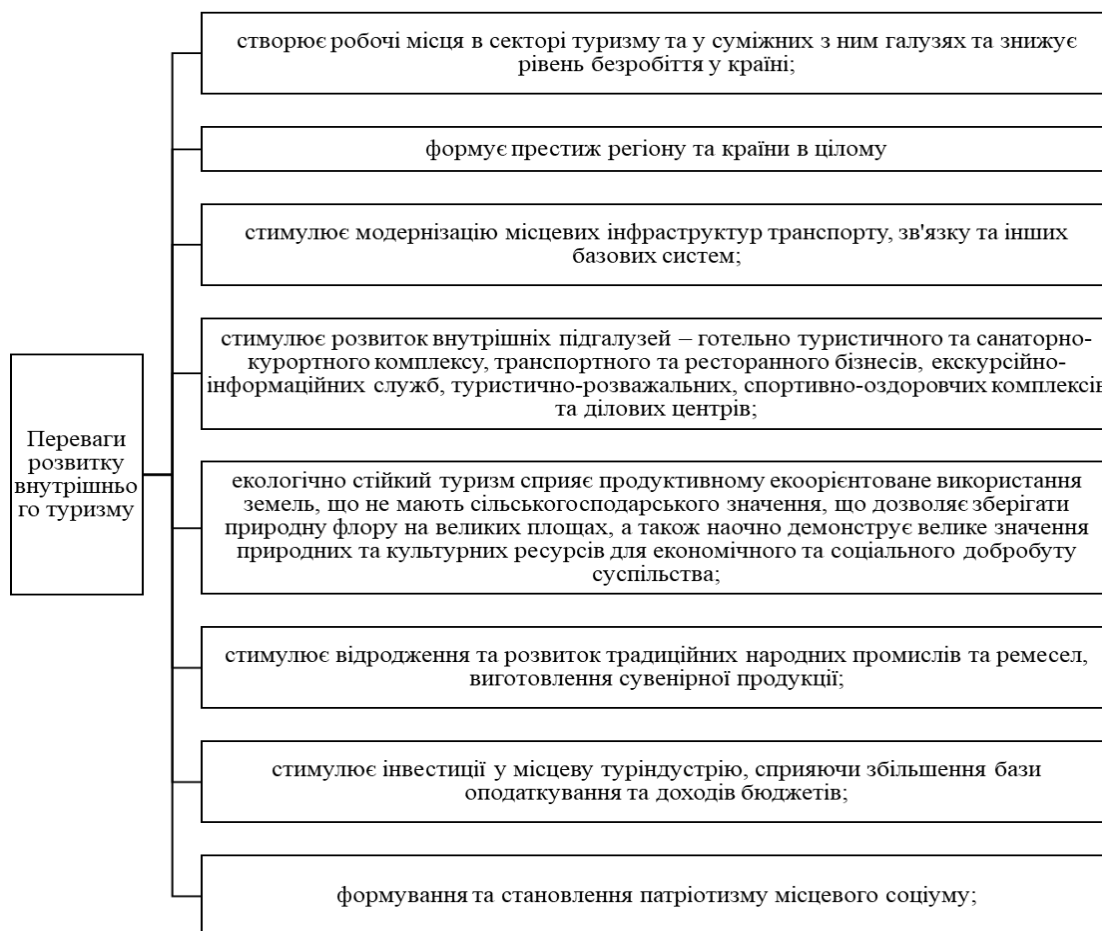 створює робочі місця в секторі туризму та у суміжних з ним галузях та знижує
рівень безробіття у країні;
формує престиж регіону та країни в цілому
стимулює модернізацію місцевих інфраструктур транспорту, зв'язку та інших
базових систем;
стимулює розвиток внутрішніх підгалузей – готельно туристичного та санаторно-
курортного комплексу, транспортного та ресторанного бізнесів, екскурсійно-
інформаційних служб, туристично-розважальних, спортивно-оздоровчих комплексів
та ділових центрів;
Переваги
розвитку
внутрішньо
го туризму
екологічно стійкий туризм сприяє продуктивному екоорієнтоване використання
земель, що не мають сільськогосподарського значення, що дозволяє зберігати
природну флору на великих площах, а також наочно демонструє велике значення
природних та культурних ресурсів для економічного та соціального добробуту
суспільства;
стимулює відродження та розвиток традиційних народних промислів та ремесел,
виготовлення сувенірної продукції;
стимулює інвестиції у місцеву туріндустрію, сприяючи збільшення бази
оподаткування та доходів бюджетів;
формування та становлення патріотизму місцевого соціуму;